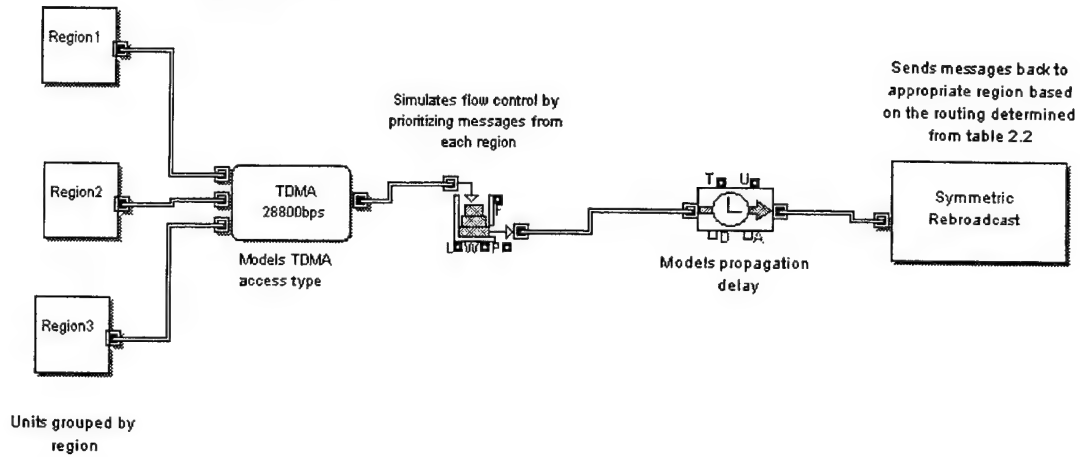 Region1
Region2
Region3
Units grouped by
region
TDMA
28800bps
Models TDMA
access type
Simulates flow control by
prioritizing messages from
each region
F
L W P
T U
D A
Models propagation
delay
Sends messages back to
appropriate region based
on the routing determined
from table 2.2
Symmetric
Rebroadcast